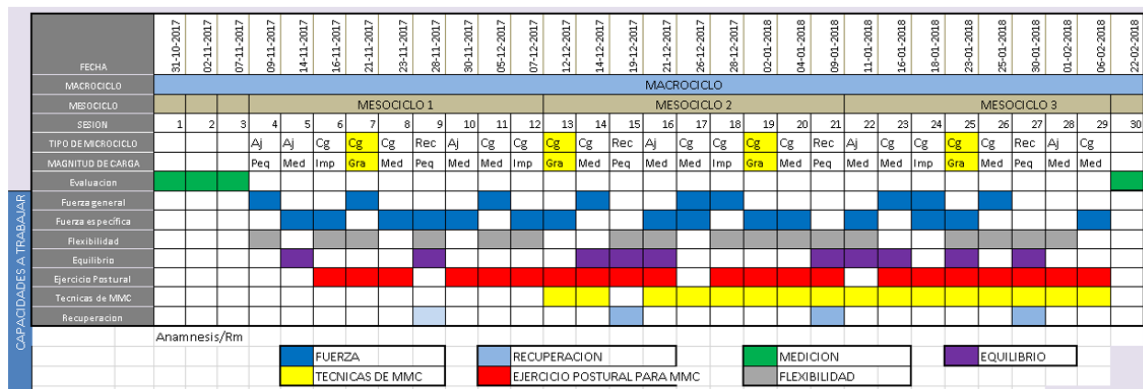 FECHA 31-10-2017 02-11-2017 07-11-2017 09-11-2017 14-11-2017 16-11-2017 21-11-2017 23-11-2017 28-11-2017 30-11-2017 05-12-2017 07-12-2017 12-12-2017 14-12-2017 19-12-2017 21-12-2017 26-12-2017 28-12-2017 02-01-2018 04-01-2018 09-01-2018 11-01-2018 16-01-2018 18-01-2018 23-01-2018 25-01-2018 30-01-2018 01-02-2018 06-02-2018 22-02-2018
MACROCICLO MACROCICLO
MESOCICLO MESOCICLO 1 MESOCICLO 2 MESOCICLO 3
SESION 1 2 3 4 5 6 7 8 9 10 11 12 13 14 15 16 17 18 19 20 21 22 23 24 25 26 27 28 29 30
TIPO DE MICROCICLO Aj Aj Cg Cg Cg Rec Aj Cg Cg Cg Cg Rec Aj Cg Cg Cg Cg Rec Aj Cg Cg Cg Cg Rec Aj Cg
MAGNITUD DE CARGA Peq Med Imp Gra Med Peq Med Med Imp Gra Med Peq Med Med Imp Gra Med Peq Med Med Imp Gra Med Peq Med Med
CAPACIDADES A TRABAJAR
Evaluacion
Fuerza general
Fuerza específica
Flexibilidad
Equilibrio
Ejercicio Postural
Tecnicas de MMC
Recuperacion
Anamnesis/Rm
FUERZA RECUPERACION MEDICION EQUILIBRIO
TECNICAS DE MMC EJERCICIO POSTURAL PARA MMC FLEXIBILIDAD